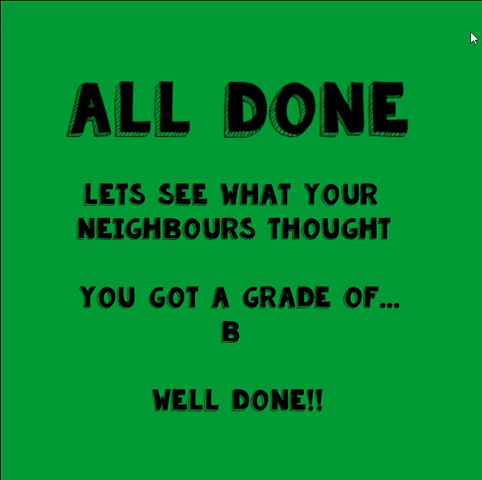 ALL DONE
LETS SEE WHAT YOUR
NEIGHBOURS THOUGHT
YOU GOT A GRADE OF...
B
WELL DONE!!